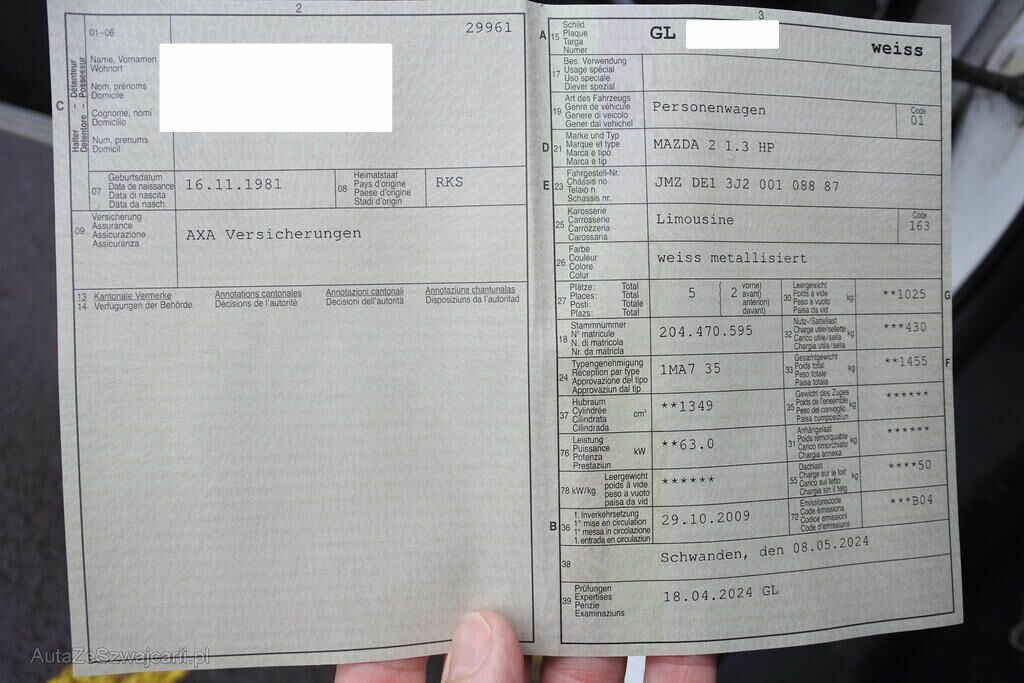 2
29961
01–06
C
Halter – Détenteur
Detentore – Possessur
Name, Vornamen
Wohnort
Nom, prénoms
Domicile
Cognome, nomi
Domicilio
Num, prenums
Domicil
07
Geburtsdatum
Date de naissance
Data di nascita
Data da nasch.
16.11.1981
08
Heimatstaat
Pays d'origine
Paese d'origine
Stadi d'origin
RKS
09
Versicherung
Assurance
Assicurazione
Assicuranza
AXA Versicherungen
13 Kantonale Vermerke Annotations cantonales Annotazioni cantonali Annotaziuns chantunalas
14 Verfügungen der Behörde Décisions de l'autorité Decisioni dell'autorità Disposiziuns da l'autoritad
3
A 15
Schild
Plaque
Targa
Numer
GL
weiss
17
Bes. Verwendung
Usage spécial
Uso speciale
Diever spezial
19
Art des Fahrzeugs
Genre de véhicule
Genere di veicolo
Gener dal vehichel
Personenwagen
Code
01
D 21
Marke und Typ
Marque et type
Marca e tipo
Marca e tip
MAZDA 2 1.3 HP
E 23
Fahrgestell-Nr.
Châssis no
Telaio n.
Schassis nr.
JMZ DE1 3J2 001 088 87
25
Karosserie
Carrosserie
Carrozzeria
Carossaria
Limousine
Code
163
26
Farbe
Couleur
Colore
Colur
weiss metallisiert
27
Plätze: Total
Places: Total
Posti: Totale
Plazs: Total
5
2
vorne)
avant)
anteriori)
davant)
30
Leergewicht
Poids à vide
Peso a vuoto
Paisa da vid
kg
**1025
G
18
Stammnummer
N° matricule
N. di matricola
Nr. da matricla
204.470.595
32
Nutz-/Sattellast
Charge utile/sellette
Carico utile/sella
Chargia utila/sella
kg
***430
24
Typengenehmigung
Réception par type
Approvazione del tipo
Approvaziun dal tip
1MA7 35
33
Gesamtgewicht
Poids total
Peso totale
Paisa totala
kg
**1455
F
37
Hubraum
Cylindrée
Cilindrata
Cilindrada
cm³
**1349
35
Gewicht des Zuges
Poids de l'ensemble
Peso del convoglio
Paisa cumposiziun
kg
******
76
Leistung
Puissance
Potenza
Prestaziun
kW
**63.0
31
Anhängelast
Poids remorquable
Carico rimorchiato
Chargia annexa
kg
******
78 kW/kg
Leergewicht
poids à vide
peso a vuoto
paisa da vid
******
55
Dachlast
Charge sur le toit
Carico sul tetto
Chargia sin il tetg
kg
****50
B 36
1. Inverkehrsetzung
1re mise en circulation
1a messa in circolazione
1. entrada en circulaziun
29.10.2009
72
Emissionscode
Code émissions
Codice emissioni
Code d'emissiuns
***B04
38
Schwanden, den 08.05.2024
39
Prüfungen
Expertises
Perizie
Examinaziuns
18.04.2024 GL
AutaZeSzwajcarii.pl